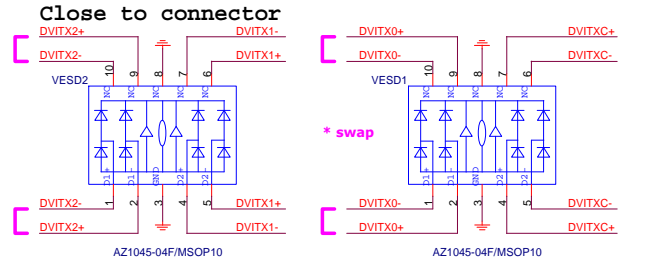 Close to connector
DVITX2+ DVITX1- DVITX0+ DVITXC-
DVITX2- DVITX1+ DVITX0- DVITXC+
VESD2 10 9 8 7 6 VESD1 10 9 8 7 6
NC NC GND NC NC NC NC GND NC NC
* swap
D1+ D1- GND D2+ D2- D1+ D1- GND D2+ D2-
1 2 3 4 5 1 2 3 4 5
DVITX2- DVITX1+ DVITX0- DVITXC-
DVITX2+ DVITX1- DVITX0+ DVITXC+
AZ1045-04F/MSOP10 AZ1045-04F/MSOP10